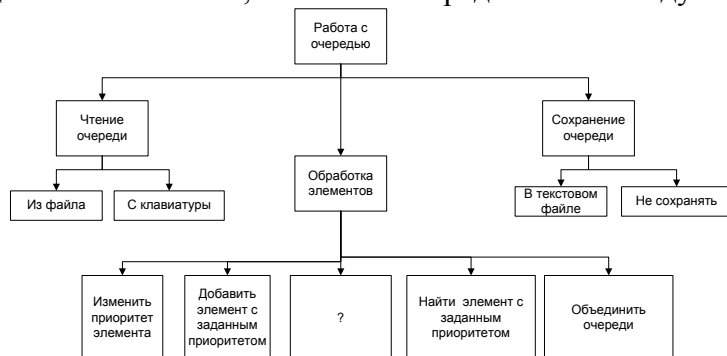 Работа с
очередью
Чтение
очереди
Сохранение
очереди
Обработка
элементов
Из файла
С клавиатуры
В текстовом
файле
Не сохранять
Изменить
приоритет
элемента
Добавить
элемент с
заданным
приоритетом
?
Найти элемент с
заданным
приоритетом
Объединить
очереди